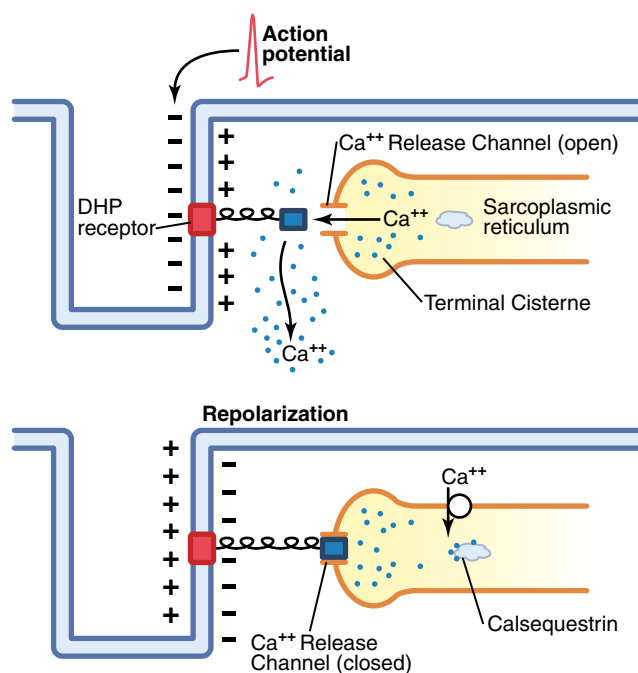 Action
potential
Ca++ Release Channel (open)
DHP
receptor
Ca++
Sarcoplasmic
reticulum
Terminal Cisterne
Ca++
Repolarization
Ca++
Calsequestrin
Ca++ Release
Channel (closed)